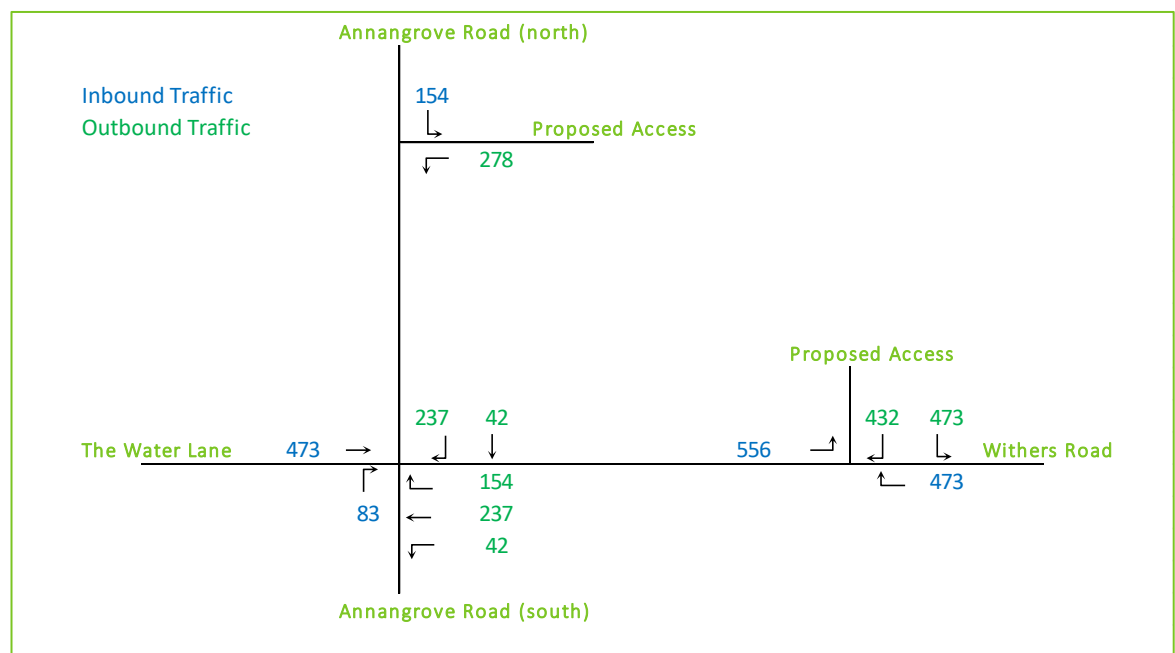 Annangrove Road (north)
Inbound Traffic
154
Outbound Traffic
Proposed Access
278
Proposed Access
237
42
432
473
The Water Lane
473
556
Withers Road
154
473
83
237
42
Annangrove Road (south)